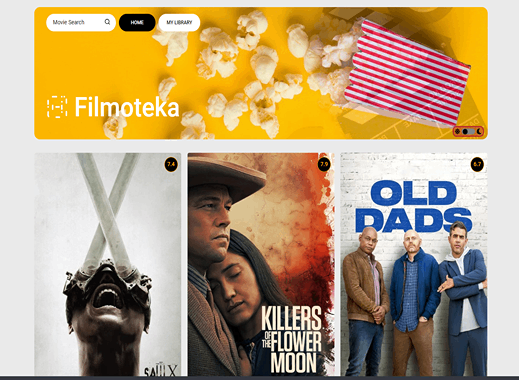 Movie Search
HOME
MY LIBRARY
Filmoteka
7.4
7.9
6.7
SAW X
KILLERS
OF THE FLOWER
MOON
OLD
DADS